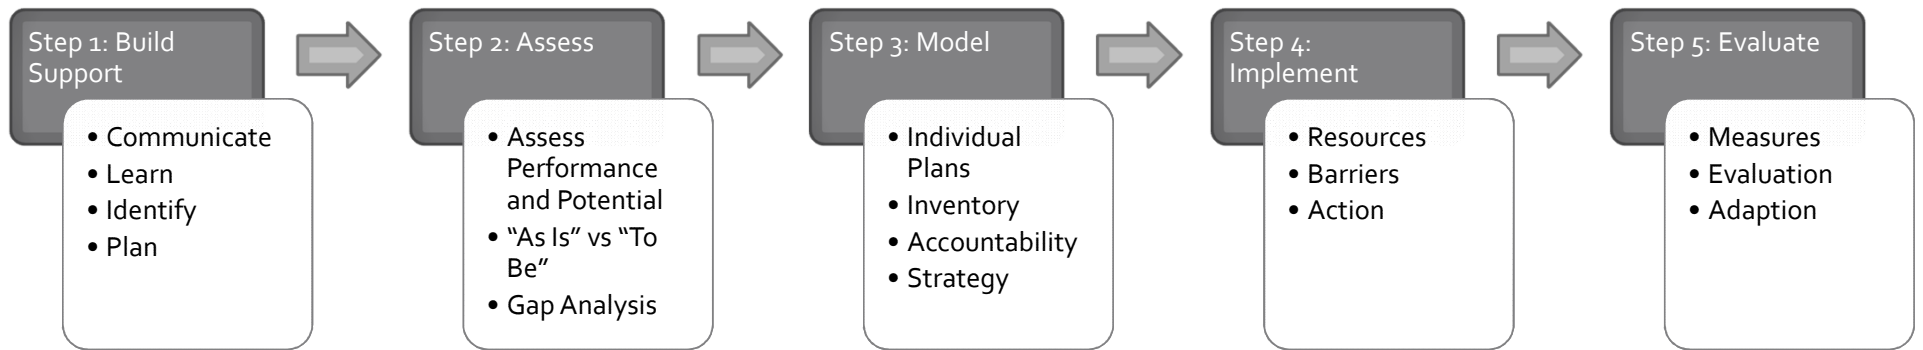 Step 1: Build
Support
• Communicate
• Learn
• Identify
• Plan
Step 2: Assess
• Assess
Performance
and Potential
• “As Is” vs “To
Be”
• Gap Analysis
Step 3: Model
• Individual
Plans
• Inventory
• Accountability
• Strategy
Step 4:
Implement
• Resources
• Barriers
• Action
Step 5: Evaluate
• Measures
• Evaluation
• Adaption